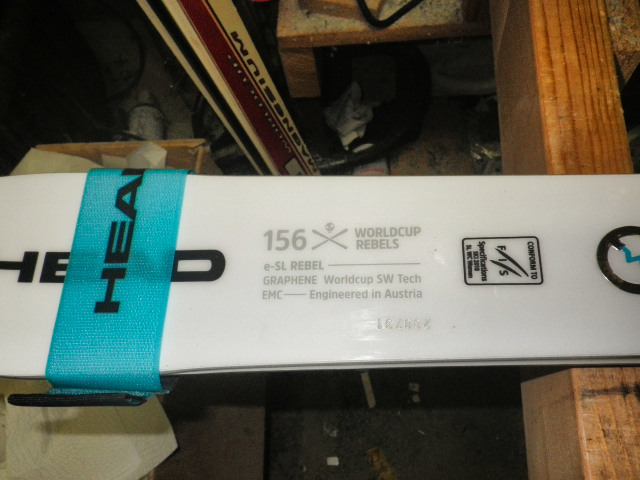 MAGNESIUM
HEAD
HEAD
156 WORLDCUP
REBELS
e-SL REBEL
GRAPHENE Worldcup SW Tech
EMC Engineered in Austria
CONFORM TO
FIS
Specifications